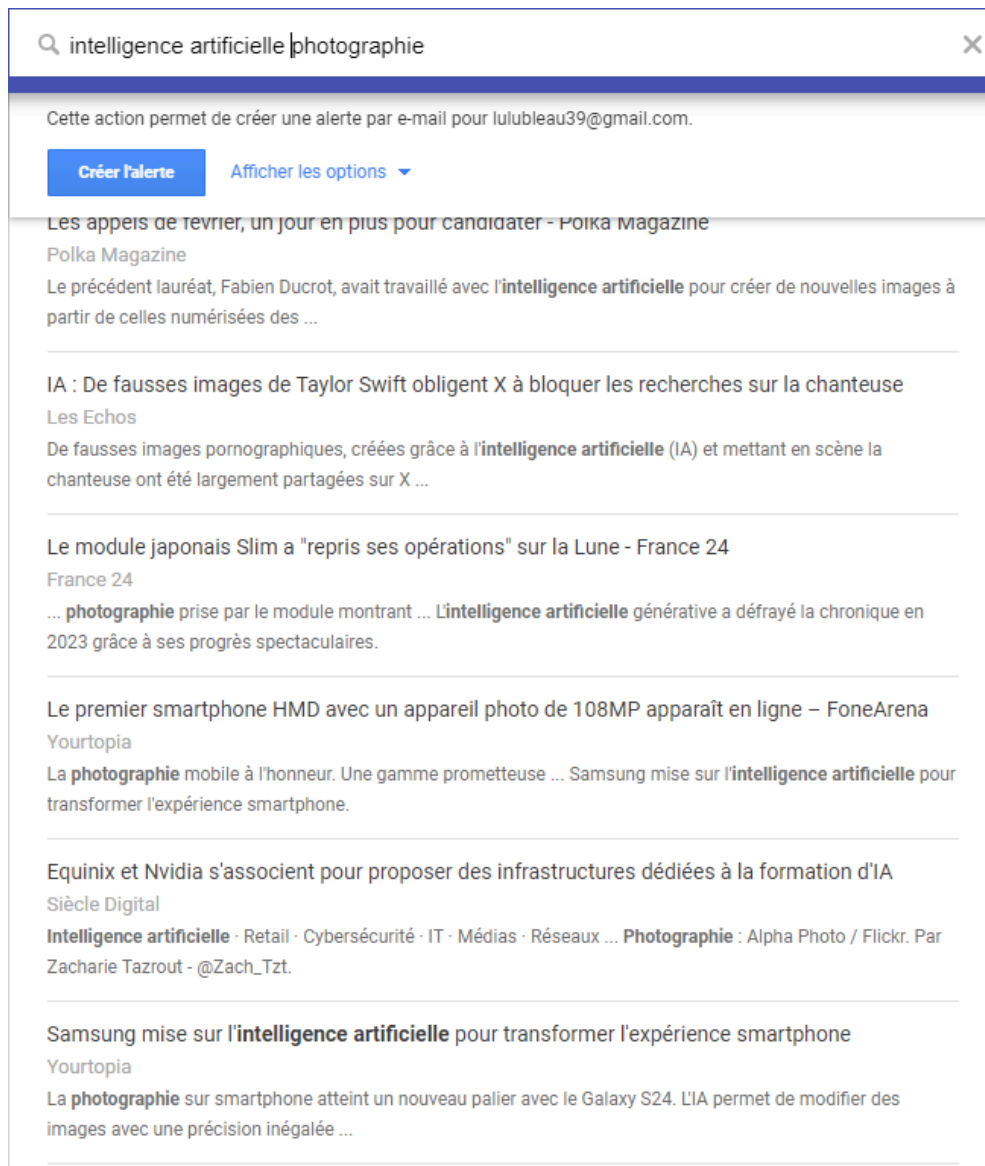 intelligence artificielle photographie
Cette action permet de créer une alerte par e-mail pour lulubleau39@gmail.com.
Créer l'alerte
Afficher les options
Les appels de février, un jour en plus pour candidater - Polka Magazine
Polka Magazine
Le précédent lauréat, Fabien Ducrot, avait travaillé avec l'intelligence artificielle pour créer de nouvelles images à
partir de celles numérisées des ...
IA : De fausses images de Taylor Swift obligent X à bloquer les recherches sur la chanteuse
Les Echos
De fausses images pornographiques, créées grâce à l'intelligence artificielle (IA) et mettant en scène la
chanteuse ont été largement partagées sur X ...
Le module japonais Slim a "repris ses opérations" sur la Lune - France 24
France 24
... photographie prise par le module montrant ... L'intelligence artificielle générative a défrayé la chronique en
2023 grâce à ses progrès spectaculaires.
Le premier smartphone HMD avec un appareil photo de 108MP apparaît en ligne – FoneArena
Yourtopia
La photographie mobile à l'honneur. Une gamme prometteuse ... Samsung mise sur l'intelligence artificielle pour
transformer l'expérience smartphone.
Equinix et Nvidia s'associent pour proposer des infrastructures dédiées à la formation d'IA
Siècle Digital
Intelligence artificielle · Retail · Cybersécurité · IT · Médias · Réseaux ... Photographie : Alpha Photo / Flickr. Par
Zacharie Tazrout - @Zach_Tzt.
Samsung mise sur l'intelligence artificielle pour transformer l'expérience smartphone
Yourtopia
La photographie sur smartphone atteint un nouveau palier avec le Galaxy S24. L'IA permet de modifier des
images avec une précision inégalée ...